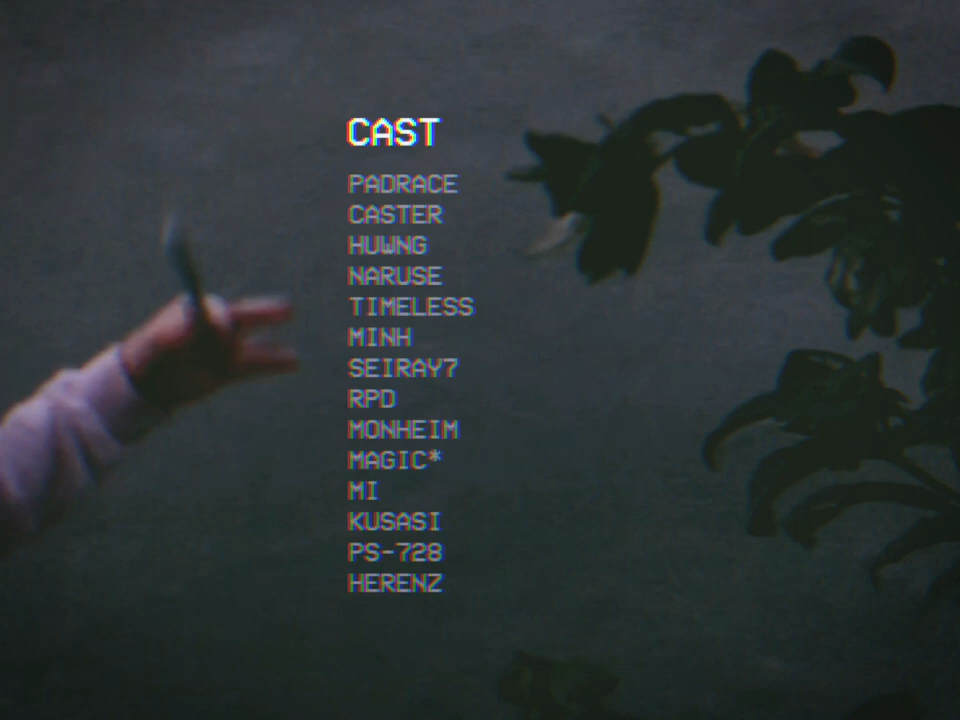 CAST
PADRACE
CASTER
HUWNG
NARUSE
TIMELESS
MINH
SEIRAY7
RPD
MONHEIM
MAGIC*
MI
KUSASI
PS-728
HERENZ